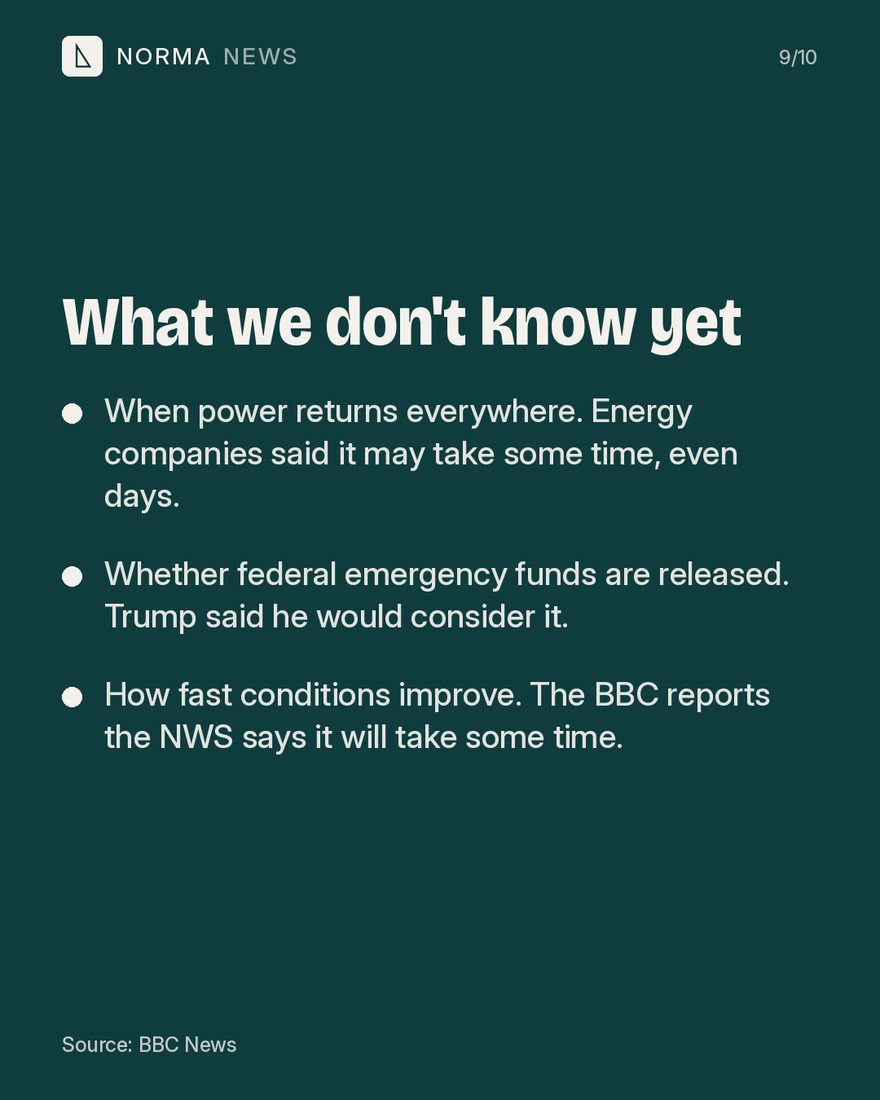 NORMA NEWS
9/10
What we don't know yet
When power returns everywhere. Energy
companies said it may take some time, even
days.
Whether federal emergency funds are released.
Trump said he would consider it.
How fast conditions improve. The BBC reports
the NWS says it will take some time.
Source: BBC News